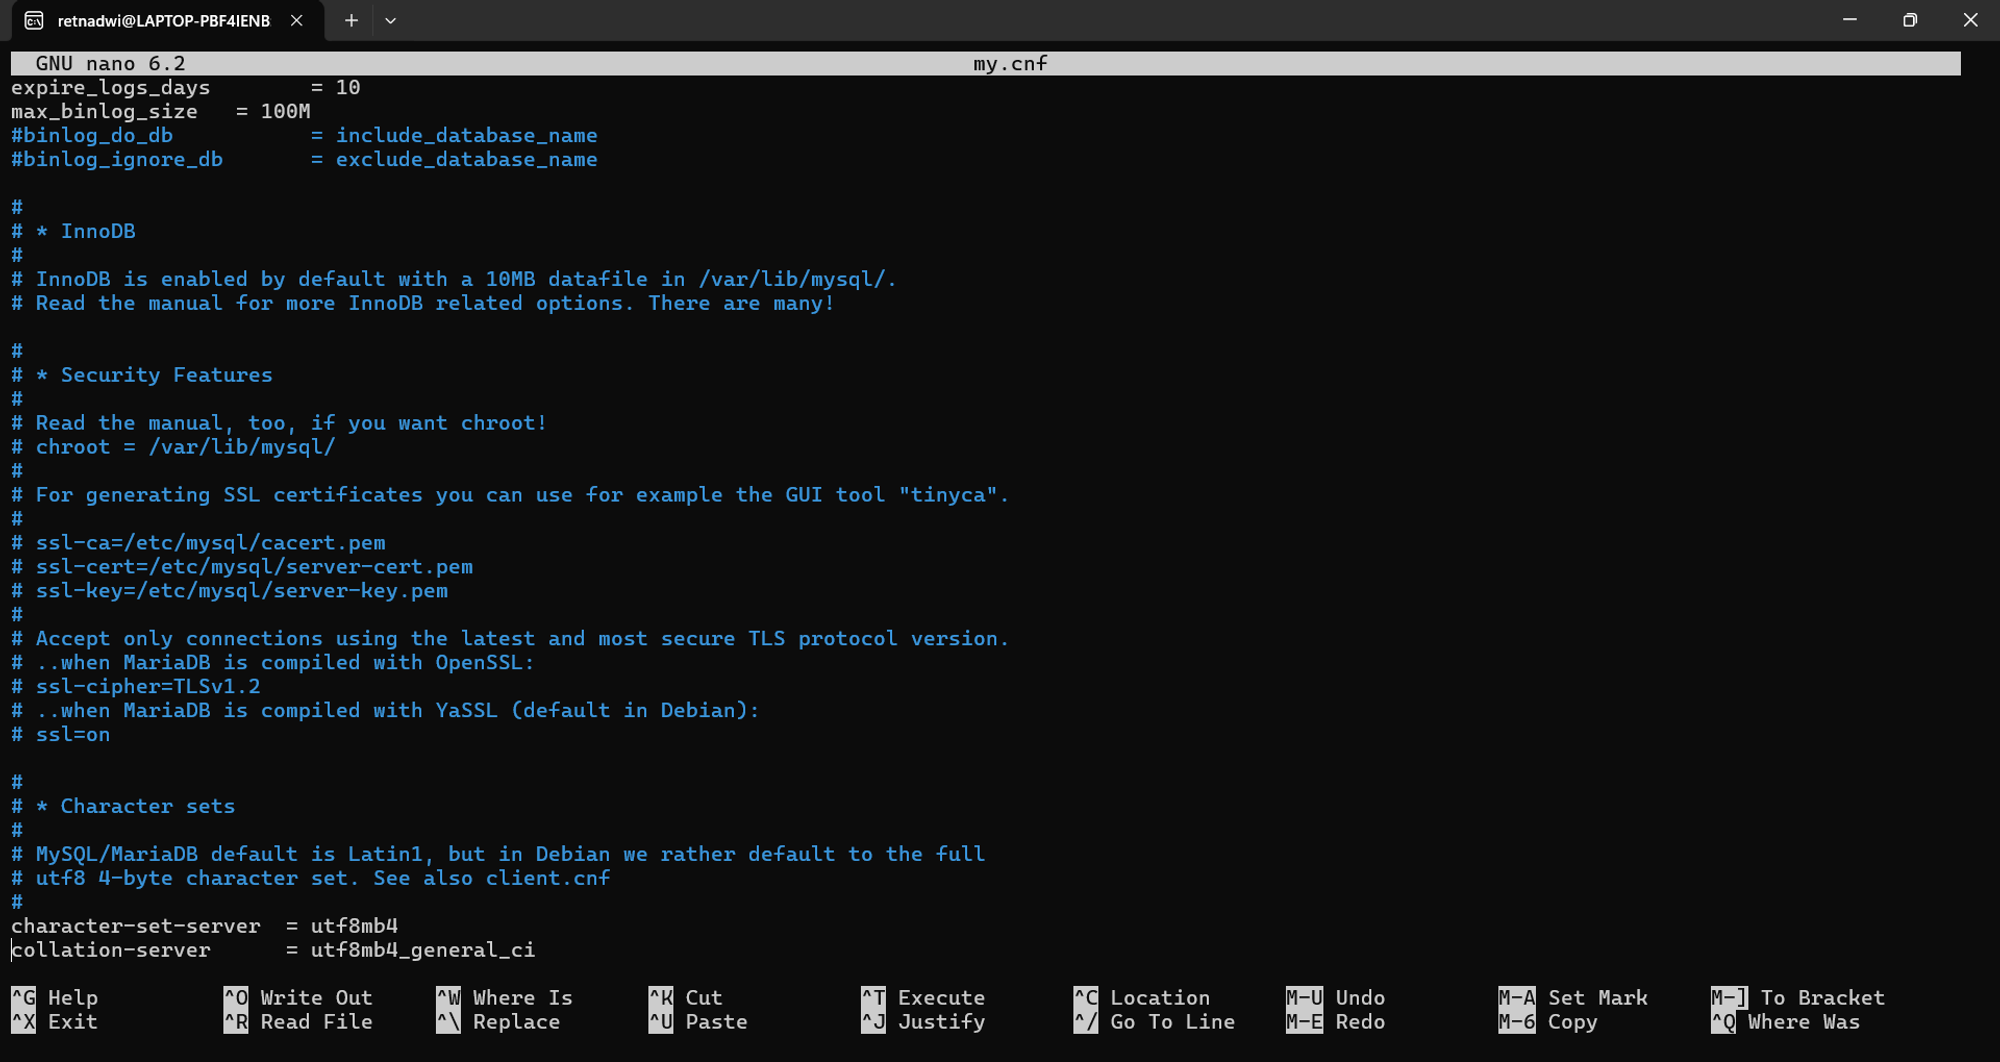 retnadwi@LAPTOP-PBF4IENB
GNU nano 6.2 my.cnf
expire_logs_days        = 10
max_binlog_size   = 100M
#binlog_do_db           = include_database_name
#binlog_ignore_db       = exclude_database_name
#
# * InnoDB
#
# InnoDB is enabled by default with a 10MB datafile in /var/lib/mysql/.
# Read the manual for more InnoDB related options. There are many!
#
# * Security Features
#
# Read the manual, too, if you want chroot!
# chroot = /var/lib/mysql/
#
# For generating SSL certificates you can use for example the GUI tool "tinyca".
#
# ssl-ca=/etc/mysql/cacert.pem
# ssl-cert=/etc/mysql/server-cert.pem
# ssl-key=/etc/mysql/server-key.pem
#
# Accept only connections using the latest and most secure TLS protocol version.
# ..when MariaDB is compiled with OpenSSL:
# ssl-cipher=TLSv1.2
# ..when MariaDB is compiled with YaSSL (default in Debian):
# ssl=on
#
# * Character sets
#
# MySQL/MariaDB default is Latin1, but in Debian we rather default to the full
# utf8 4-byte character set. See also client.cnf
#
character-set-server  = utf8mb4
collation-server      = utf8mb4_general_ci
^G Help ^O Write Out ^W Where Is ^K Cut ^T Execute ^C Location M-U Undo M-A Set Mark M-] To Bracket
^X Exit ^R Read File ^\ Replace ^U Paste ^J Justify ^/ Go To Line M-E Redo M-6 Copy ^Q Where Was